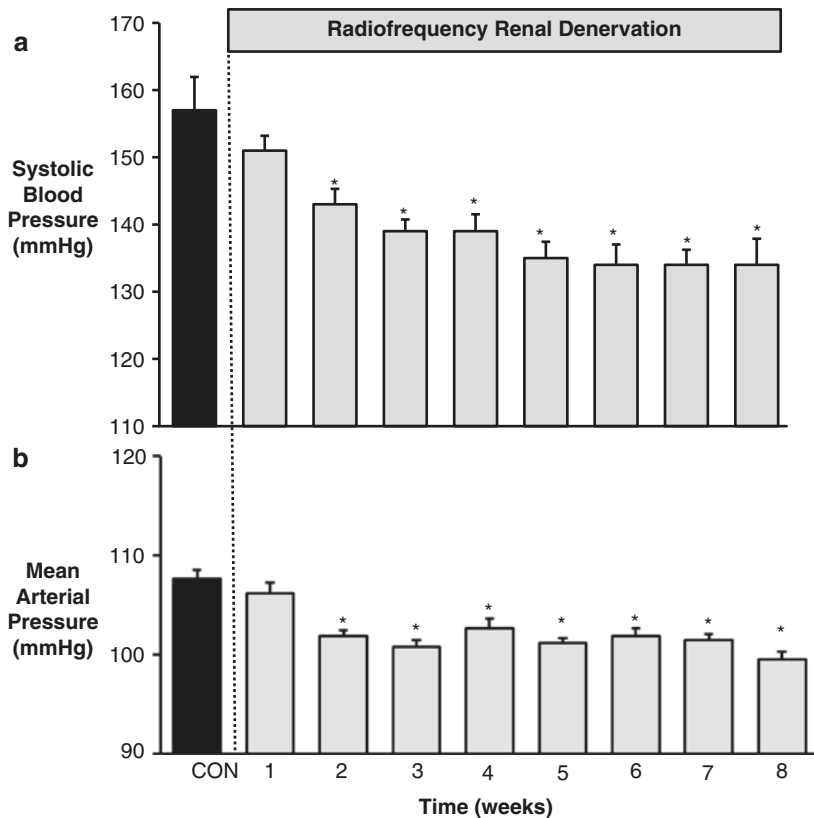 a
Radiofrequency Renal Denervation
Systolic
Blood
Pressure
(mmHg)
170
160
150
140
130
120
110
* * * * * * *
b
Mean
Arterial
Pressure
(mmHg)
120
110
100
90
* * * * * * *
CON 1 2 3 4 5 6 7 8
Time (weeks)